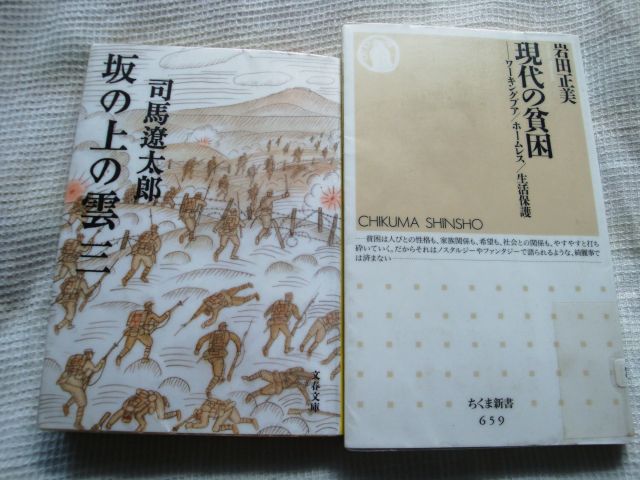 坂の上の雲 三
司馬遼太郎
文春文庫
岩田正美
現代の貧困
──ワーキングプア/ホームレス/生活保護
CHIKUMA SHINSHO
─貧困は人びとの性格も、家族関係も、希望も、社会との関係も、やすやすと打ち
砕いていく。だからそれはノスタルジーやファンタジーで語られるような、綺麗事で
は済まない─
ちくま新書
659